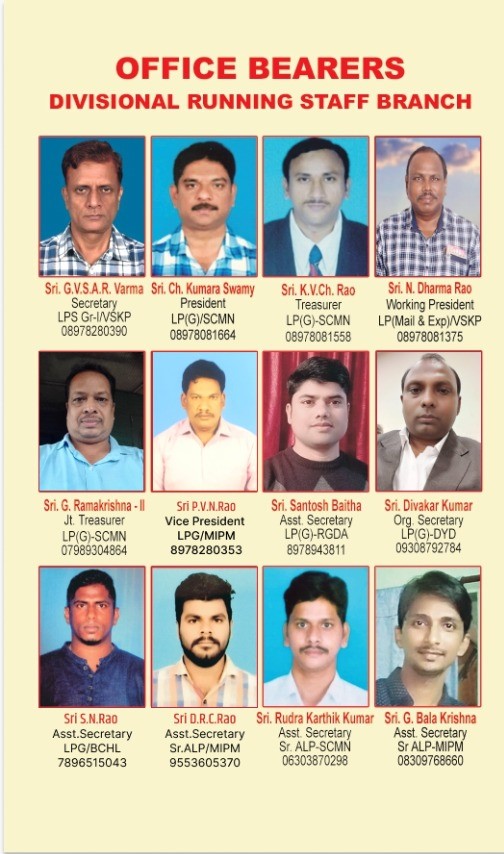 OFFICE BEARERS
DIVISIONAL RUNNING STAFF BRANCH
Sri. G.V.S.A.R. Varma
Secretary
LPS Gr-I/VSKP
08978280390
Sri. Ch. Kumara Swamy
President
LP(G)/SCMN
08978081664
Sri. K.V.Ch. Rao
Treasurer
LP(G)-SCMN
08978081558
Sri. N. Dharma Rao
Working President
LP(Mail & Exp)/VSKP
08978081375
Sri. G. Ramakrishna - II
Jt. Treasurer
LP(G)-SCMN
07989304864
Sri P.V.N.Rao
Vice President
LPG/MIPM
8978280353
Sri. Santosh Baitha
Asst. Secretary
LP(G)-RGDA
8978943811
Sri. Divakar Kumar
Org. Secretary
LP(G)-DYD
09308792784
Sri S.N.Rao
Asst.Secretary
LPG/BCHL
7896515043
Sri D.R.C.Rao
Asst.Secretary
Sr.ALP/MIPM
9553605370
Sri. Rudra Karthik Kumar
Asst. Secretary
Sr. ALP-SCMN
06303870298
Sri. G. Bala Krishna
Asst. Secretary
Sr ALP-MIPM
08309768660